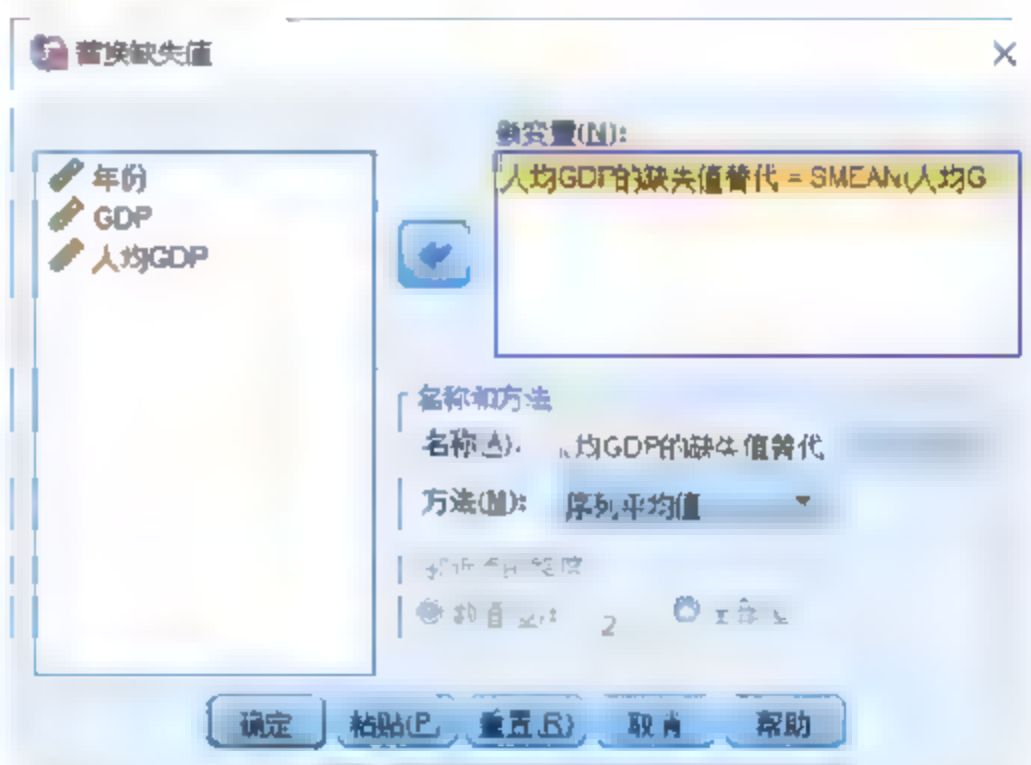 替换缺失值
新变量(N):
年份
GDP
人均GDP
人均GDP的缺失值替代 = SMEAN(人均G
名称和方法
名称(A):
均GDP的缺失值替代
方法(M):
序列平均值
2
确定
粘贴(P
重置(R)
取消
帮助